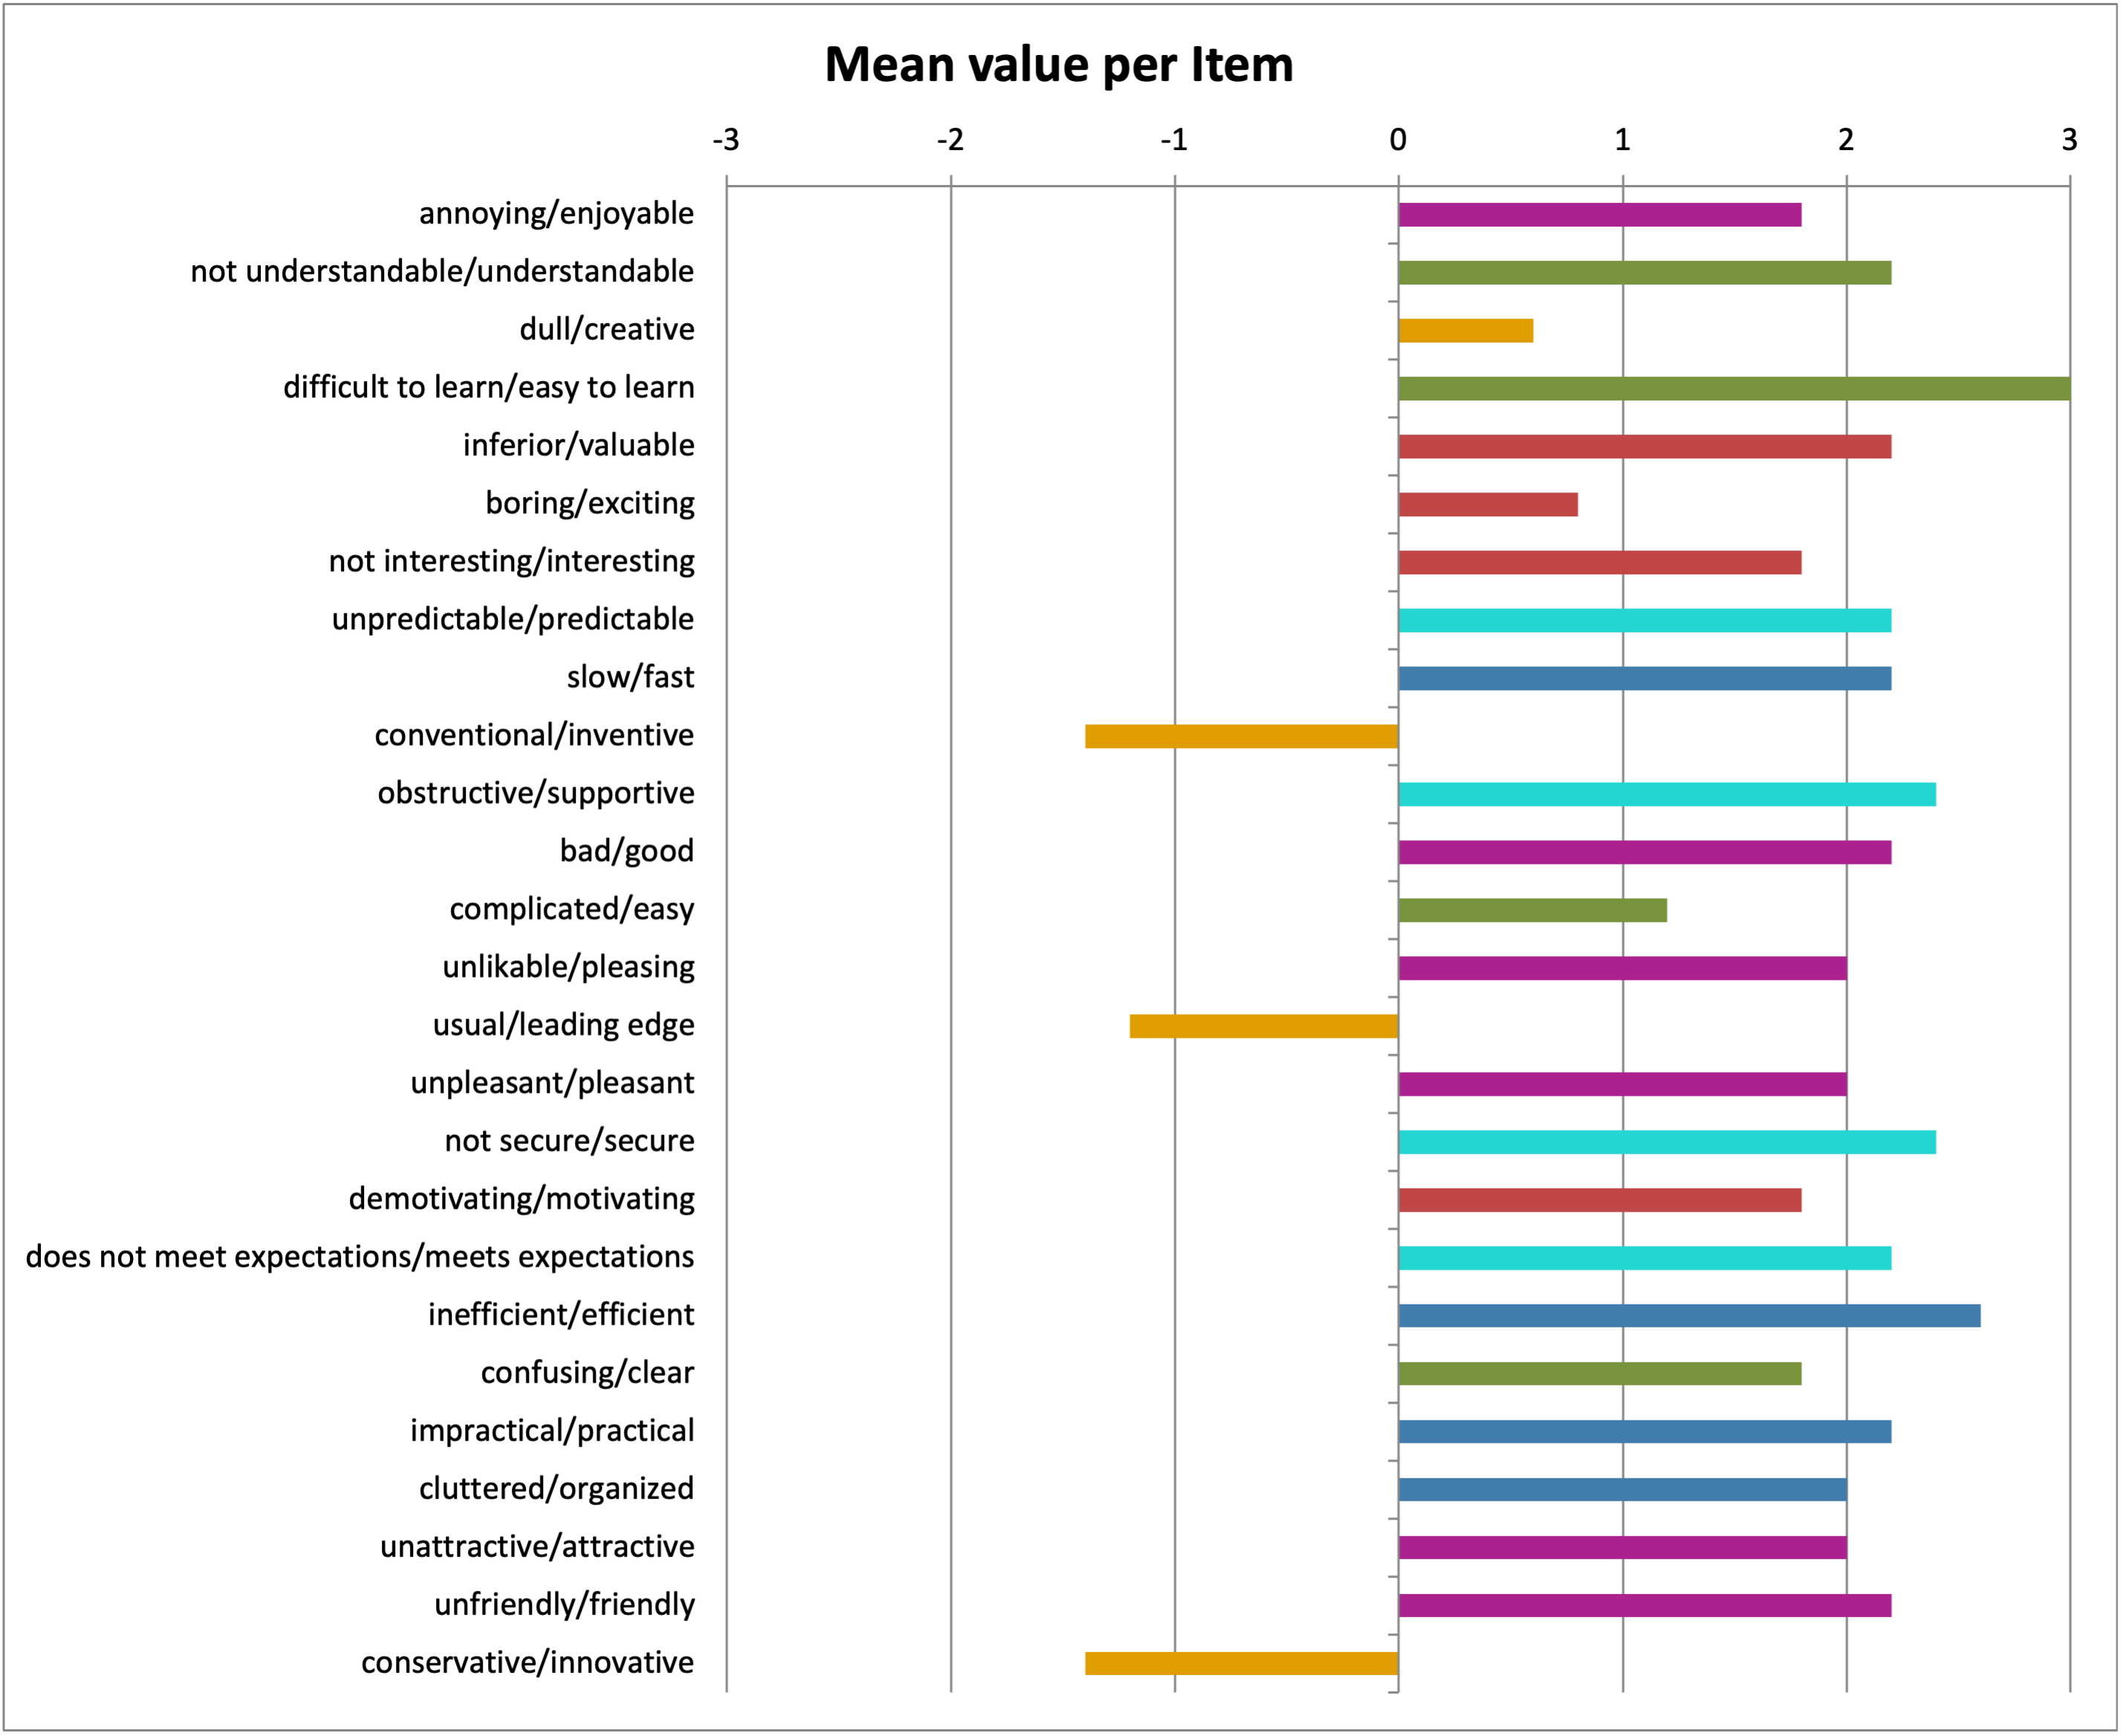 Mean value per Item
-3 -2 -1 0 1 2 3
annoying/enjoyable
not understandable/understandable
dull/creative
difficult to learn/easy to learn
inferior/valuable
boring/exciting
not interesting/interesting
unpredictable/predictable
slow/fast
conventional/inventive
obstructive/supportive
bad/good
complicated/easy
unlikable/pleasing
usual/leading edge
unpleasant/pleasant
not secure/secure
demotivating/motivating
does not meet expectations/meets expectations
inefficient/efficient
confusing/clear
impractical/practical
cluttered/organized
unattractive/attractive
unfriendly/friendly
conservative/innovative